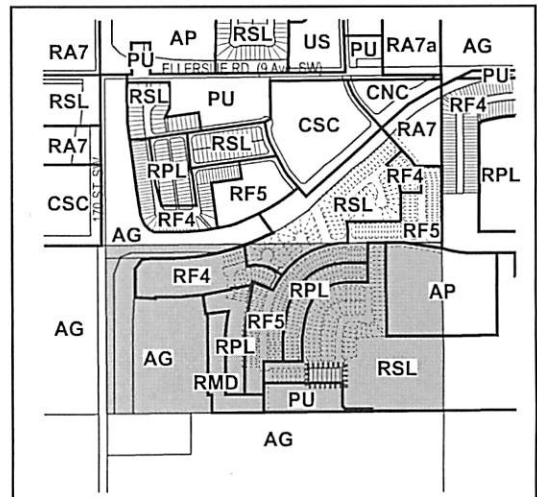 RA7
AP
RSL
US
PU
RA7a
AG
PU
ELLERSLIE RD. (9 AVE SW)
PU
RSL
RSL
PU
CNC
RF4
RA7
CSC
RA7
RSL
RPL
RPL
CSC
170 ST SW
RF5
RF4
RSL
RF4
RF5
AG
RF4
RPL
AP
AG
AG
RPL
RF5
RMD
RSL
PU
AG